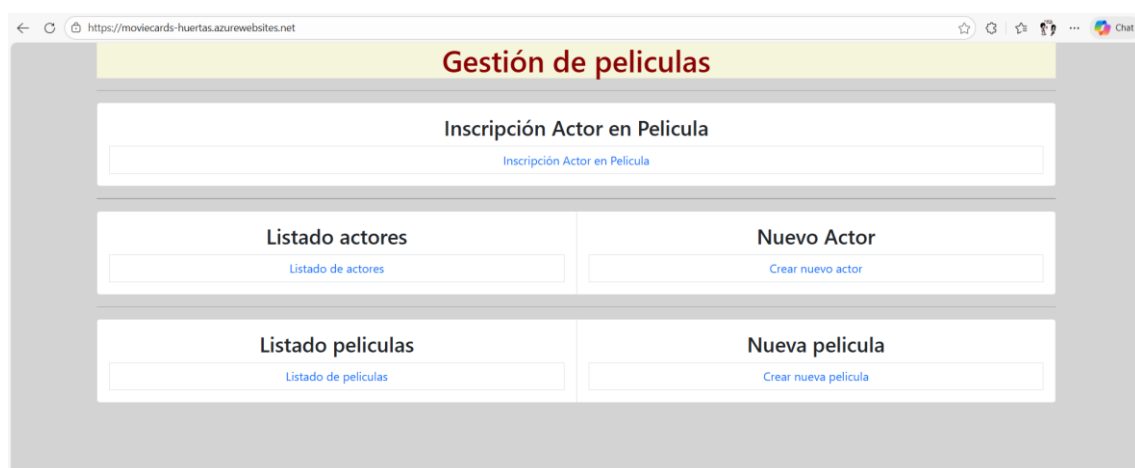 https://moviecards-huertas.azurewebsites.net
Chat
Gestión de peliculas
Inscripción Actor en Pelicula
Inscripción Actor en Pelicula
Listado actores
Nuevo Actor
Listado de actores
Crear nuevo actor
Listado peliculas
Nueva pelicula
Listado de peliculas
Crear nueva pelicula